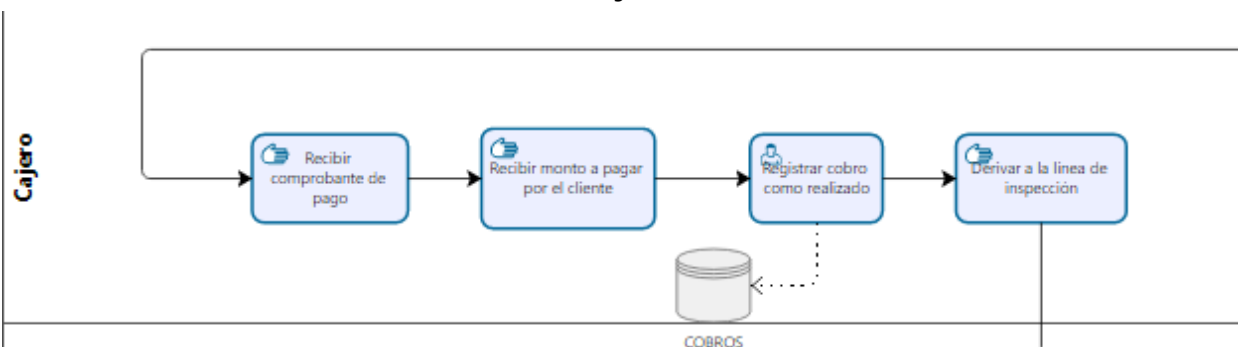 Cajero
Recibir
comprobante de
pago
Recibir monto a pagar
por el cliente
Registrar cobro
como realizado
Derivar a la linea de
inspección
COBROS